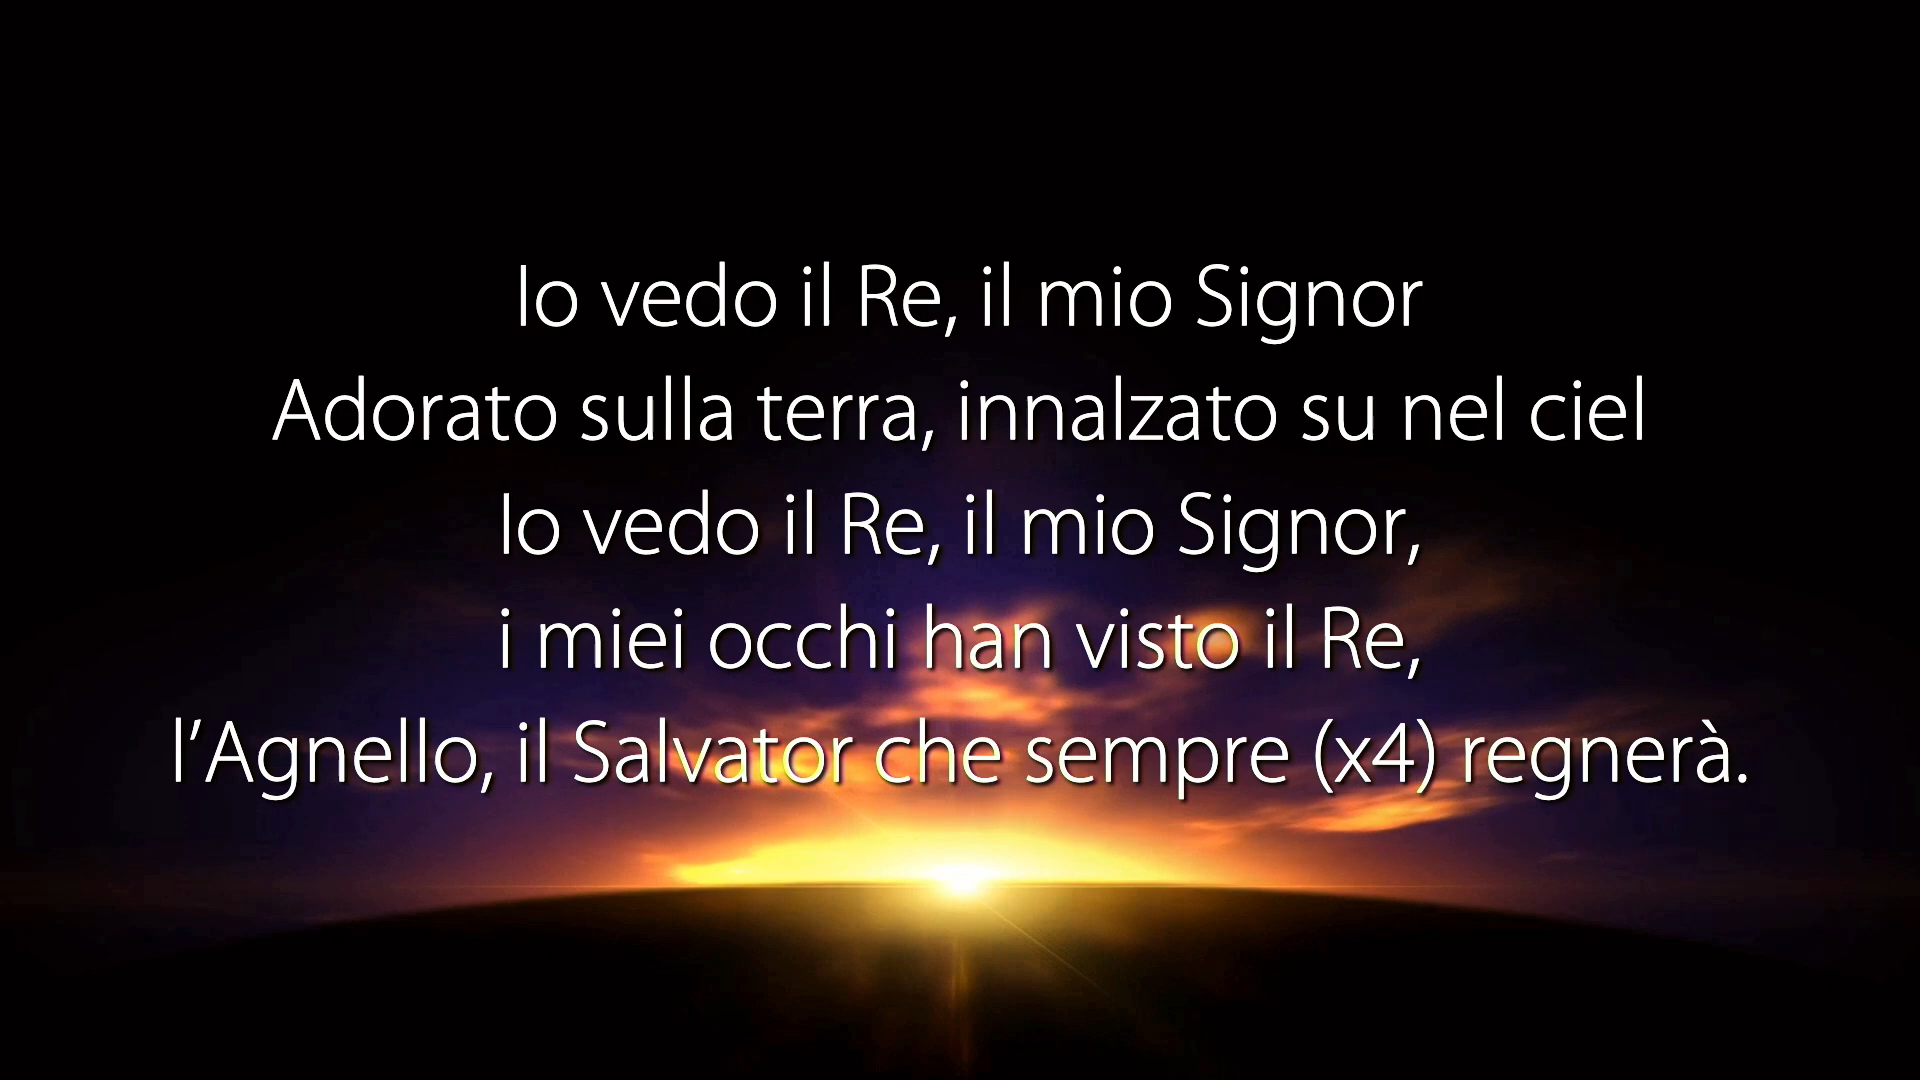 Io vedo il Re, il mio Signor
Adorato sulla terra, innalzato su nel ciel
Io vedo il Re, il mio Signor,
i miei occhi han visto il Re,
l’Agnello, il Salvator che sempre (x4) regnerà.